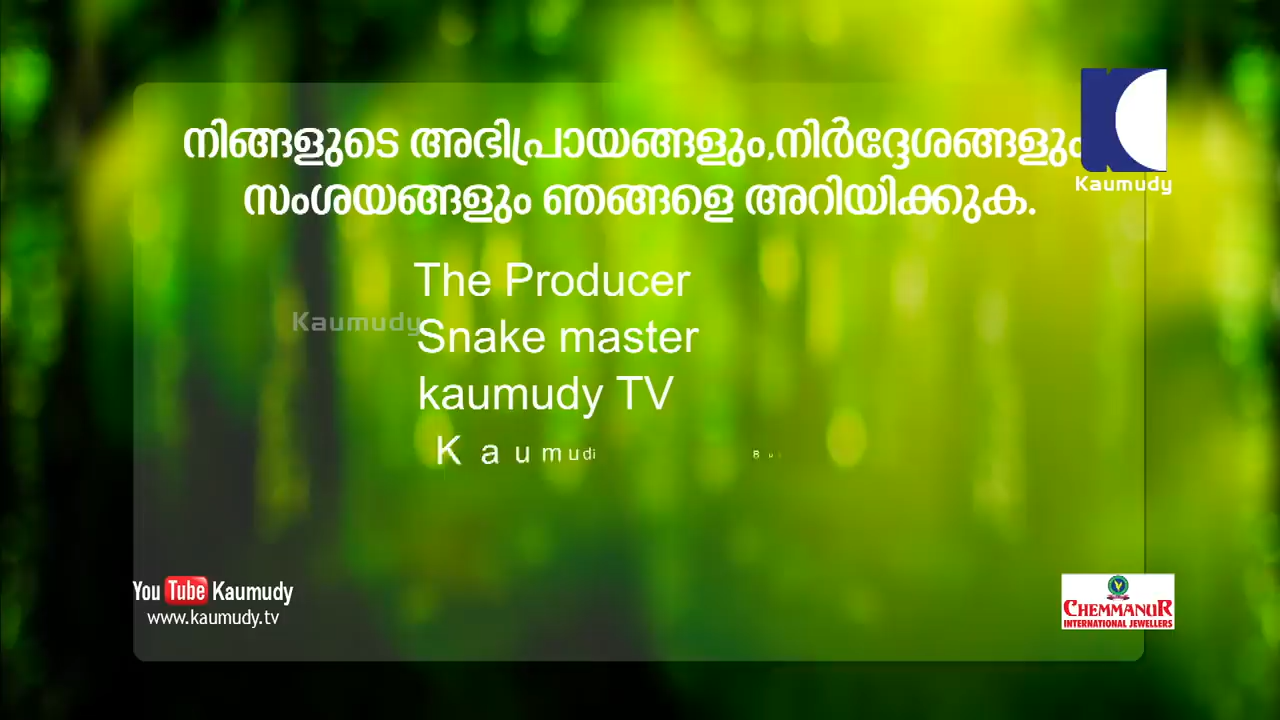 നിങ്ങളുടെ അഭിപ്രായങ്ങളും,നിർദ്ദേശങ്ങളും
സംശയങ്ങളും ഞങ്ങളെ അറിയിക്കുക.
Kaumudy
The Producer
Kaumudy
Snake master
kaumudy TV
Kaumudi
You Tube Kaumudy
www.kaumudy.tv
CHEMMANUR
INTERNATIONAL JEWELLERS